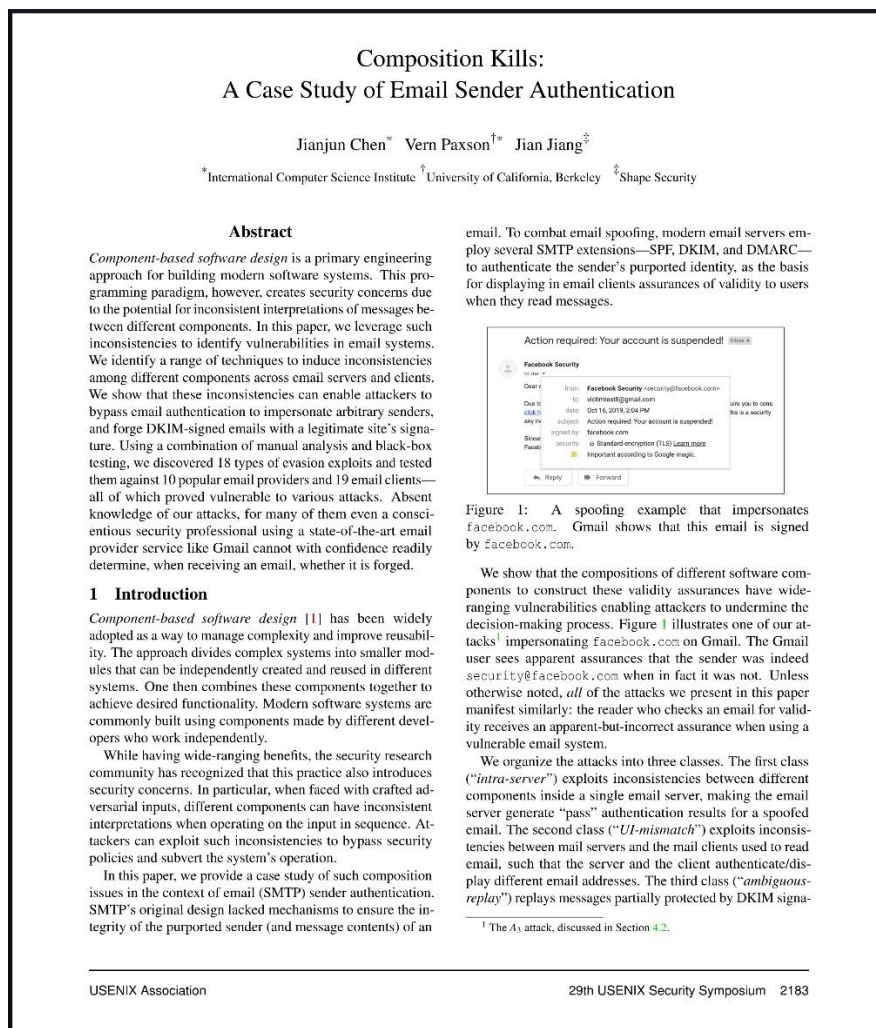 Composition Kills:
A Case Study of Email Sender Authentication
Jianjun Chen* Vern Paxson†* Jian Jiang‡
*International Computer Science Institute †University of California, Berkeley ‡Shape Security
Abstract
Component-based software design is a primary engineering
approach for building modern software systems. This pro-
gramming paradigm, however, creates security concerns due
to the potential for inconsistent interpretations of messages be-
tween different components. In this paper, we leverage such
inconsistencies to identify vulnerabilities in email systems.
We identify a range of techniques to induce inconsistencies
among different components across email servers and clients.
We show that these inconsistencies can enable attackers to
bypass email authentication to impersonate arbitrary senders,
and forge DKIM-signed emails with a legitimate site's signa-
ture. Using a combination of manual analysis and black-box
testing, we discovered 18 types of evasion exploits and tested
them against 10 popular email providers and 19 email clients—
all of which proved vulnerable to various attacks. Absent
knowledge of our attacks, for many of them even a consci-
entious security professional using a state-of-the-art email
provider service like Gmail cannot with confidence readily
determine, when receiving an email, whether it is forged.
1 Introduction
Component-based software design [1] has been widely
adopted as a way to manage complexity and improve reusabil-
ity. The approach divides complex systems into smaller mod-
ules that can be independently created and reused in different
systems. One then combines these components together to
achieve desired functionality. Modern software systems are
commonly built using components made by different devel-
opers who work independently.
While having wide-ranging benefits, the security research
community has recognized that this practice also introduces
security concerns. In particular, when faced with crafted ad-
versarial inputs, different components can have inconsistent
interpretations when operating on the input in sequence. At-
tackers can exploit such inconsistencies to bypass security
policies and subvert the system's operation.
In this paper, we provide a case study of such composition
issues in the context of email (SMTP) sender authentication.
SMTP's original design lacked mechanisms to ensure the in-
tegrity of the purported sender (and message contents) of an
email. To combat email spoofing, modern email servers em-
ploy several SMTP extensions—SPF, DKIM, and DMARC—
to authenticate the sender's purported identity, as the basis
for displaying in email clients assurances of validity to users
when they read messages.
Action required: Your account is suspended! Inbox x
Facebook Security
to me
Dear
from: Facebook Security <security@facebook.com>
to: victimtest8@gmail.com
date: Oct 16, 2019, 2:04 PM
subject: Action required: Your account is suspended!
signed by: facebook.com
security: Standard encryption (TLS) Learn more
Important according to Google magic.
Due to
click
any
uire you to comp
his is a security
Sincer
Faceb
Reply Forward
Figure 1: A spoofing example that impersonates
facebook.com. Gmail shows that this email is signed
by facebook.com.
We show that the compositions of different software com-
ponents to construct these validity assurances have wide-
ranging vulnerabilities enabling attackers to undermine the
decision-making process. Figure 1 illustrates one of our at-
tacks¹ impersonating facebook.com on Gmail. The Gmail
user sees apparent assurances that the sender was indeed
security@facebook.com when in fact it was not. Unless
otherwise noted, all of the attacks we present in this paper
manifest similarly: the reader who checks an email for valid-
ity receives an apparent-but-incorrect assurance when using a
vulnerable email system.
We organize the attacks into three classes. The first class
("intra-server") exploits inconsistencies between different
components inside a single email server, making the email
server generate "pass" authentication results for a spoofed
email. The second class ("UI-mismatch") exploits inconsis-
tencies between mail servers and the mail clients used to read
email, such that the server and the client authenticate/dis-
play different email addresses. The third class ("ambiguous-
replay") replays messages partially protected by DKIM signa-
¹ The A₃ attack, discussed in Section 4.2.
USENIX Association
29th USENIX Security Symposium 2183